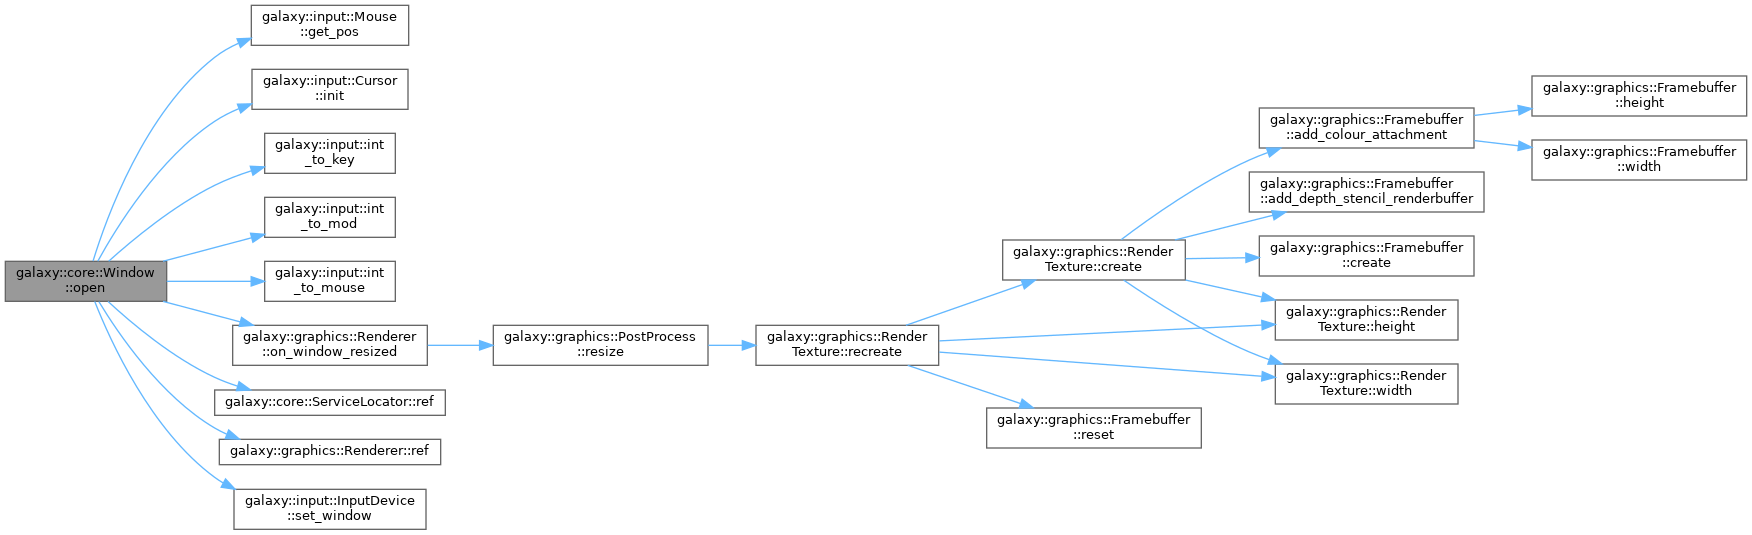 galaxy::core::Window
::open
galaxy::input::Mouse
::get_pos
galaxy::input::Cursor
::init
galaxy::input::int
_to_key
galaxy::input::int
_to_mod
galaxy::input::int
_to_mouse
galaxy::graphics::Renderer
::on_window_resized
galaxy::core::ServiceLocator::ref
galaxy::graphics::Renderer::ref
galaxy::input::InputDevice
::set_window
galaxy::graphics::PostProcess
::resize
galaxy::graphics::Render
Texture::recreate
galaxy::graphics::Render
Texture::create
galaxy::graphics::Framebuffer
::reset
galaxy::graphics::Framebuffer
::add_colour_attachment
galaxy::graphics::Framebuffer
::add_depth_stencil_renderbuffer
galaxy::graphics::Framebuffer
::create
galaxy::graphics::Render
Texture::height
galaxy::graphics::Render
Texture::width
galaxy::graphics::Framebuffer
::height
galaxy::graphics::Framebuffer
::width